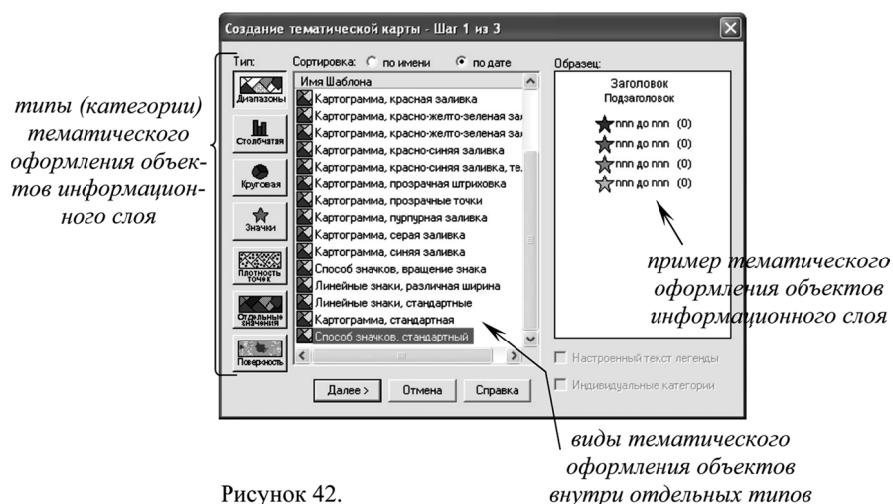 Создание тематической карты - Шаг 1 из 3
Тип:
Сортировка: по имени по дате
Образец:
Диапазоны
Столбчатая
Круговая
Значки
Плотность точек
Отдельные значения
Поверхность
Имя Шаблона
Картограмма, красная заливка
Картограмма, красно-желто-зеленая за
Картограмма, красно-желто-зеленая за
Картограмма, красно-синяя заливка
Картограмма, красно-синяя заливка, те.
Картограмма, прозрачная штриховка
Картограмма, прозрачные точки
Картограмма, пурпурная заливка
Картограмма, серая заливка
Картограмма, синяя заливка
Способ значков, вращение знака
Линейные знаки, различная ширина
Линейные знаки, стандартные
Картограмма, стандартная
Способ значков, стандартный
Заголовок
Подзаголовок
nnn до nnn (0)
nnn до nnn (0)
nnn до nnn (0)
nnn до nnn (0)
Настроенный текст легенды
Индивидуальные категории
Далее >
Отмена
Справка
типы (категории)
тематического
оформления объек-
тов информацион-
ного слоя
пример тематического
оформления объектов
информационного слоя
виды тематического
оформления объектов
внутри отдельных типов
Рисунок 42.